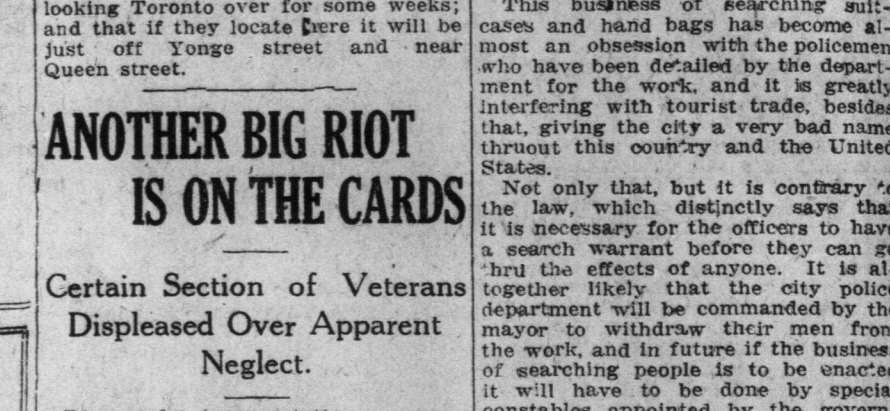 looking Toronto over for some weeks;
and that if they locate here it will be
just off Yonge street and near
Queen street.
ANOTHER BIG RIOT
IS ON THE CARDS
Certain Section of Veterans
Displeased Over Apparent
Neglect.
This business of searching suit-
cases and hand bags has become al-
most an obsession with the policemen
who have been detailed by the depart-
ment for the work, and it is greatly
interfering with tourist trade, besides
that, giving the city a very bad name
thruout this country and the United
States.
Not only that, but it is contrary
the law, which distinctly says that
it is necessary for the officers to have
a search warrant before they can go
thru the effects of anyone. It is al
together likely that the city police
department will be commanded by the
mayor to withdraw their men from
the work, and in future if the business
of searching people is to be enacted
it will have to be done by special
constables appointed by the